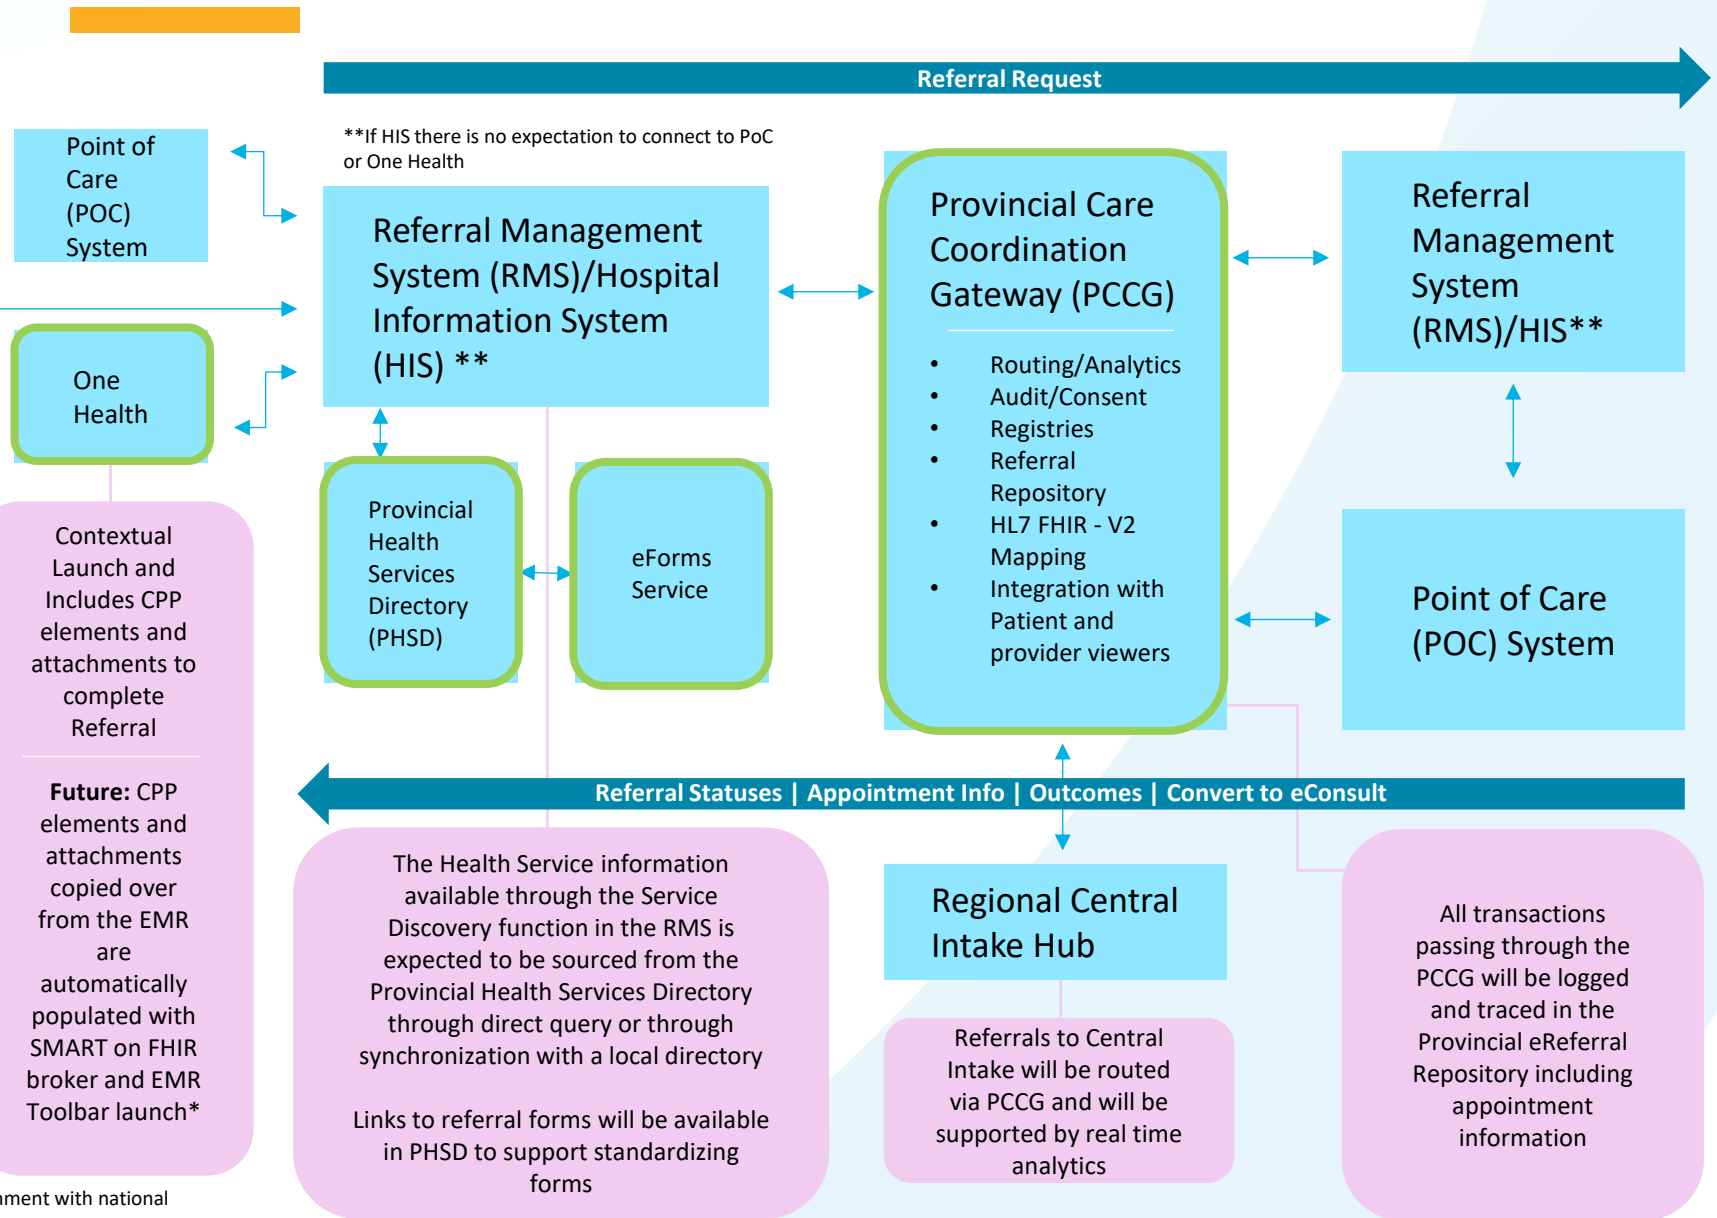 Referral Request
**If HIS there is no expectation to connect to PoC
or One Health
Point of
Care
(POC)
System
Referral Management
System (RMS)/Hospital
Information System
(HIS) **
Provincial Care
Coordination
Gateway (PCCG)
• Routing/Analytics
• Audit/Consent
• Registries
• Referral
Repository
• HL7 FHIR - V2
Mapping
• Integration with
Patient and
provider viewers
Referral
Management
System
(RMS)/HIS**
One
Health
Provincial
Health
Services
Directory
(PHSD)
eForms
Service
Point of Care
(POC) System
Contextual
Launch and
Includes CPP
elements and
attachments to
complete
Referral
Future: CPP
elements and
attachments
copied over
from the EMR
are
automatically
populated with
SMART on FHIR
broker and EMR
Toolbar launch*
Referral Statuses | Appointment Info | Outcomes | Convert to eConsult
The Health Service information
available through the Service
Discovery function in the RMS is
expected to be sourced from the
Provincial Health Services Directory
through direct query or through
synchronization with a local directory
Links to referral forms will be available
in PHSD to support standardizing
forms
Regional Central
Intake Hub
Referrals to Central
Intake will be routed
via PCCG and will be
supported by real time
analytics
All transactions
passing through the
PCCG will be logged
and traced in the
Provincial eReferral
Repository including
appointment
information
with national